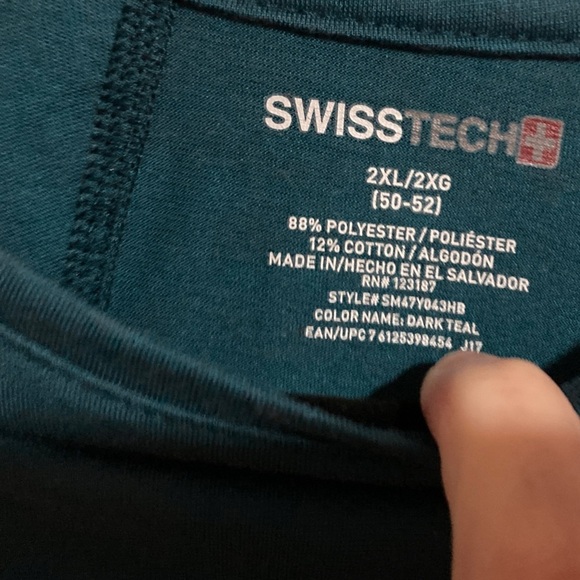 SWISSTECH
2XL/2XG
(50-52)
88% POLYESTER / POLIÉSTER
12% COTTON / ALGODÓN
MADE IN/HECHO EN EL SALVADOR
RN# 123187
STYLE# SM47Y043HB
COLOR NAME: DARK TEAL
EAN/UPC 7 6125398454 J17